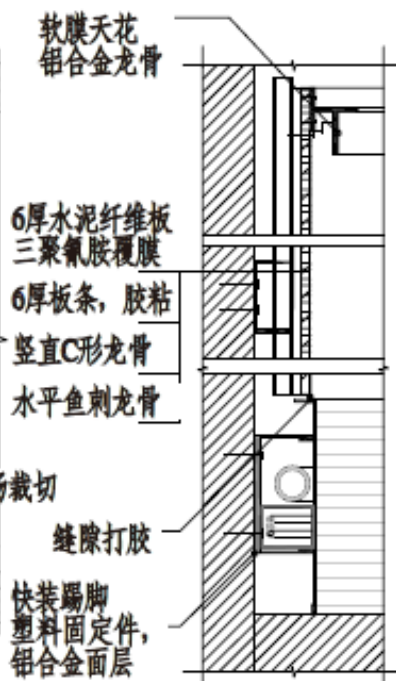 软膜天花
铝合金龙骨
6厚水泥纤维板
三聚氰胺覆膜
6厚板条，胶粘
竖直C形龙骨
水平鱼刺龙骨
裁切
缝隙打胶
快装踢脚
塑料固定件，
铝合金面层